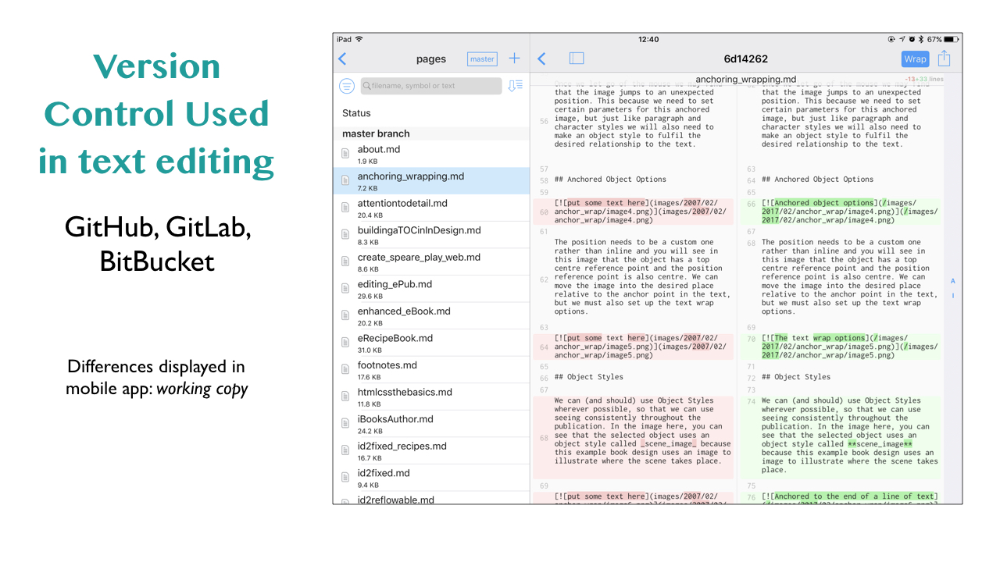 Version
Control Used
in text editing
GitHub, GitLab,
BitBucket
Differences displayed in
mobile app: working copy
iPad
12:40
67%
pages
master
+
filename, symbol or text
Status
master branch
about.md
1.9 KB
anchoring_wrapping.md
7.2 KB
attentiontodetail.md
20.4 KB
buildingaTOCinInDesign.md
8.3 KB
create_speare_play_web.md
8.6 KB
editing_ePub.md
29.6 KB
enhanced_eBook.md
20.2 KB
eRecipeBook.md
31.0 KB
footnotes.md
17.6 KB
htmlcssthebasics.md
11.8 KB
iBooksAuthor.md
24.2 KB
id2fixed_recipes.md
16.7 KB
id2fixed.md
9.4 KB
id2reflowable.md
6d14262
Wrap
anchoring_wrapping.md
-13+33 lines
that the image jumps to an unexpected
position. This because we need to set
certain parameters for this anchored
56 image, but just like paragraph and
character styles we will also need to
make an object style to fulfil the
desired relationship to the text.
57
58 ## Anchored Object Options
59
[![put some text here](images/2007/02/
60 anchor_wrap/image4.png)](images/2007/02/
anchor_wrap/image4.png)
61
The position needs to be a custom one
rather than inline and you will see in
this image that the object has a top
centre reference point and the position
62 reference point is also centre. We can
move the image into the desired place
relative to the anchor point in the text,
but we must also set up the text wrap
options.
63
[![put some text here](images/2007/02/
64 anchor_wrap/image5.png)](images/2007/02/
anchor_wrap/image5.png)
65
66 ## Object Styles
67
We can (and should) use Object Styles
wherever possible, so that we can use
seeing consistently throughout the
publication. In the image here, you can
68 see that the selected object uses an
object style called _scene_image_ because
this example book design uses an image to
illustrate where the scene takes place.
69
[![put some text here](images/2007/02/
that the image jumps to an unexpected
position. This because we need to set
certain parameters for this anchored
image, but just like paragraph and
character styles we will also need to
make an object style to fulfil the
desired relationship to the text.
63
64 ## Anchored Object Options
65
66 [![Anchored object options](/images/
2017/02/anchor_wrap/image4.png)](/images/
2017/02/anchor_wrap/image4.png)
67
68 The position needs to be a custom one
rather than inline and you will see in
this image that the object has a top
centre reference point and the position
reference point is also centre. We can
move the image into the desired place
relative to the anchor point in the text,
but we must also set up the text wrap
options.
69
70 [![The text wrap options](/images/
2017/02/anchor_wrap/image5.png)](/images/
2017/02/anchor_wrap/image5.png)
71
72 ## Object Styles
73
74 We can (and should) use Object Styles
wherever possible, so that we can use
seeing consistently throughout the
publication. In the image here, you can
see that the selected object uses an
object style called **scene_image**
because this example book design uses an
image to illustrate where the scene takes
place.
75
76 [![Anchored to the end of a line of text]
A
I